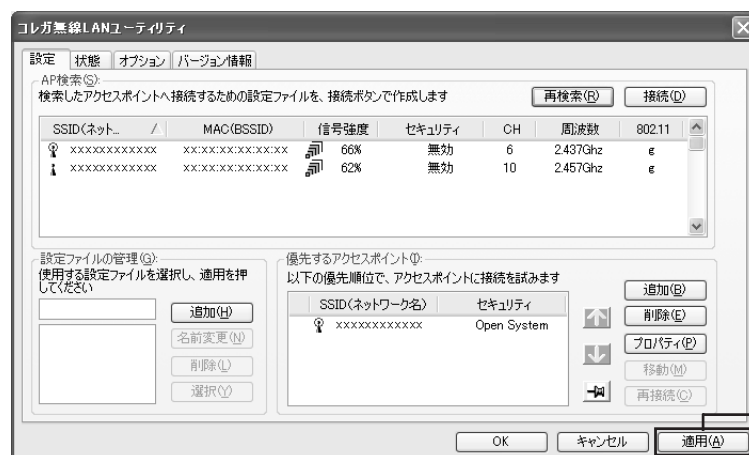 コレガ無線LANユーティリティ
設定 状態 オプション バージョン情報
AP検索(S):
検索したアクセスポイントへ接続するための設定ファイルを、接続ボタンで作成します 再検索(R) 接続(D)
SSID(ネット... MAC(BSSID) 信号強度 セキュリティ CH 周波数 802.11
xxxxxxxxxxxx xx:xx:xx:xx:xx:xx 66% 無効 6 2.437Ghz g
xxxxxxxxxxxx xx:xx:xx:xx:xx:xx 62% 無効 10 2.457Ghz g
設定ファイルの管理(G):
使用する設定ファイルを選択し、適用を押
してください
追加(H)
名前変更(N)
削除(L)
選択(Y)
優先するアクセスポイント(I):
以下の優先順位で、アクセスポイントに接続を試みます
SSID(ネットワーク名) セキュリティ
xxxxxxxxxxxx Open System
追加(B)
削除(E)
プロパティ(P)
移動(M)
再接続(C)
OK キャンセル 適用(A)